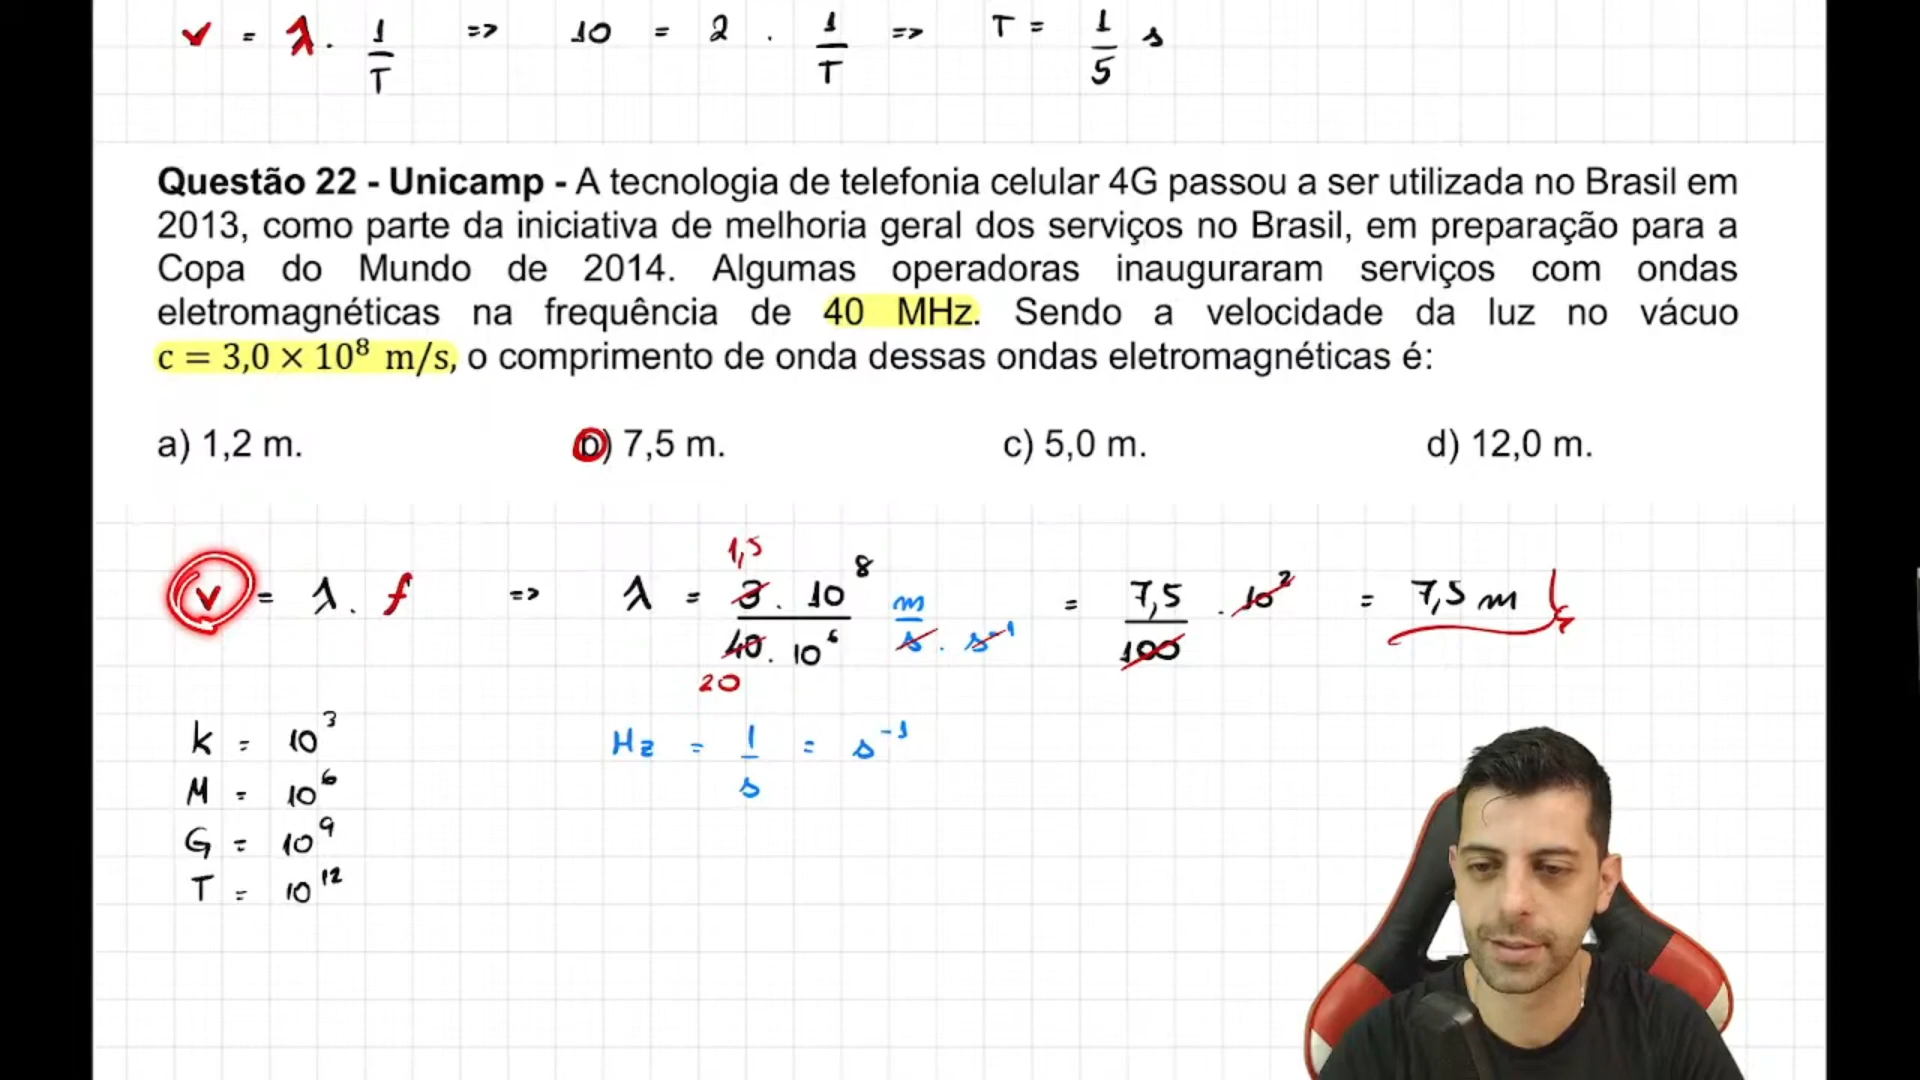 v = λ . 1/T => 10 = 2 . 1/T => T = 1/5 s
Questão 22 - Unicamp - A tecnologia de telefonia celular 4G passou a ser utilizada no Brasil em
2013, como parte da iniciativa de melhoria geral dos serviços no Brasil, em preparação para a
Copa do Mundo de 2014. Algumas operadoras inauguraram serviços com ondas
eletromagnéticas na frequência de 40 MHz. Sendo a velocidade da luz no vácuo
c = 3,0 × 10⁸ m/s, o comprimento de onda dessas ondas eletromagnéticas é:
a) 1,2 m. b) 7,5 m. c) 5,0 m. d) 12,0 m.
1,5
v = λ . f => λ = 3 . 10⁸ / 40 . 10⁶ m / s . s⁻¹ = 7,5 / 100 . 10² = 7,5 m
20
k = 10³ Hz = 1/s = s⁻¹
M = 10⁶
G = 10⁹
T = 10¹²